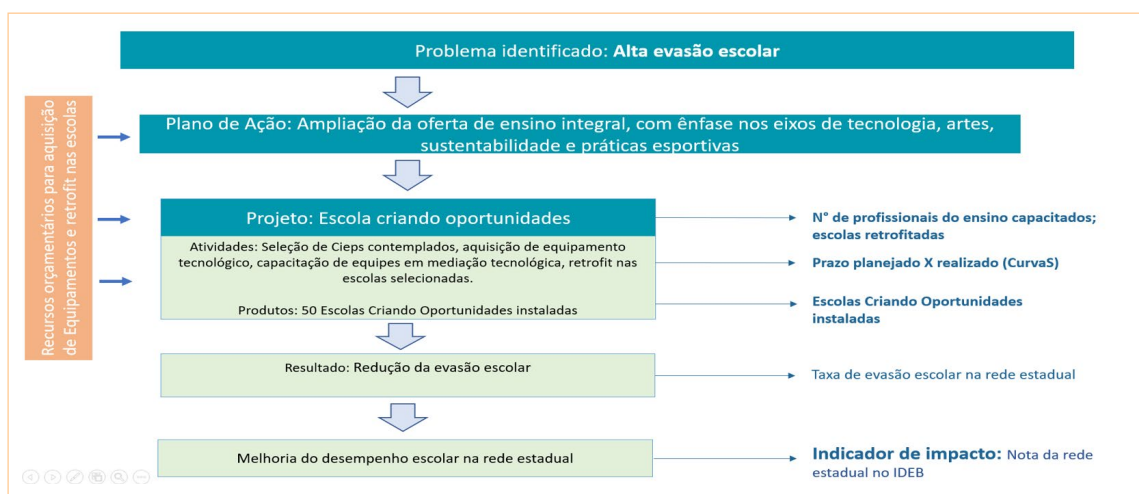 Problema identificado: Alta evasão escolar
Recursos orçamentários para aquisição
de Equipamentos e retrofit nas escolas
Plano de Ação: Ampliação da oferta de ensino integral, com ênfase nos eixos de tecnologia, artes,
sustentabilidade e práticas esportivas
Projeto: Escola criando oportunidades
N° de profissionais do ensino capacitados;
escolas retrofitadas
Atividades: Seleção de Cieps contemplados, aquisição de equipamento
tecnológico, capacitação de equipes em mediação tecnológica, retrofit nas
escolas selecionadas.
Prazo planejado X realizado (CurvaS)
Produtos: 50 Escolas Criando Oportunidades instaladas
Escolas Criando Oportunidades
instaladas
Resultado: Redução da evasão escolar
Taxa de evasão escolar na rede estadual
Melhoria do desempenho escolar na rede estadual
Indicador de impacto: Nota da rede
estadual no IDEB